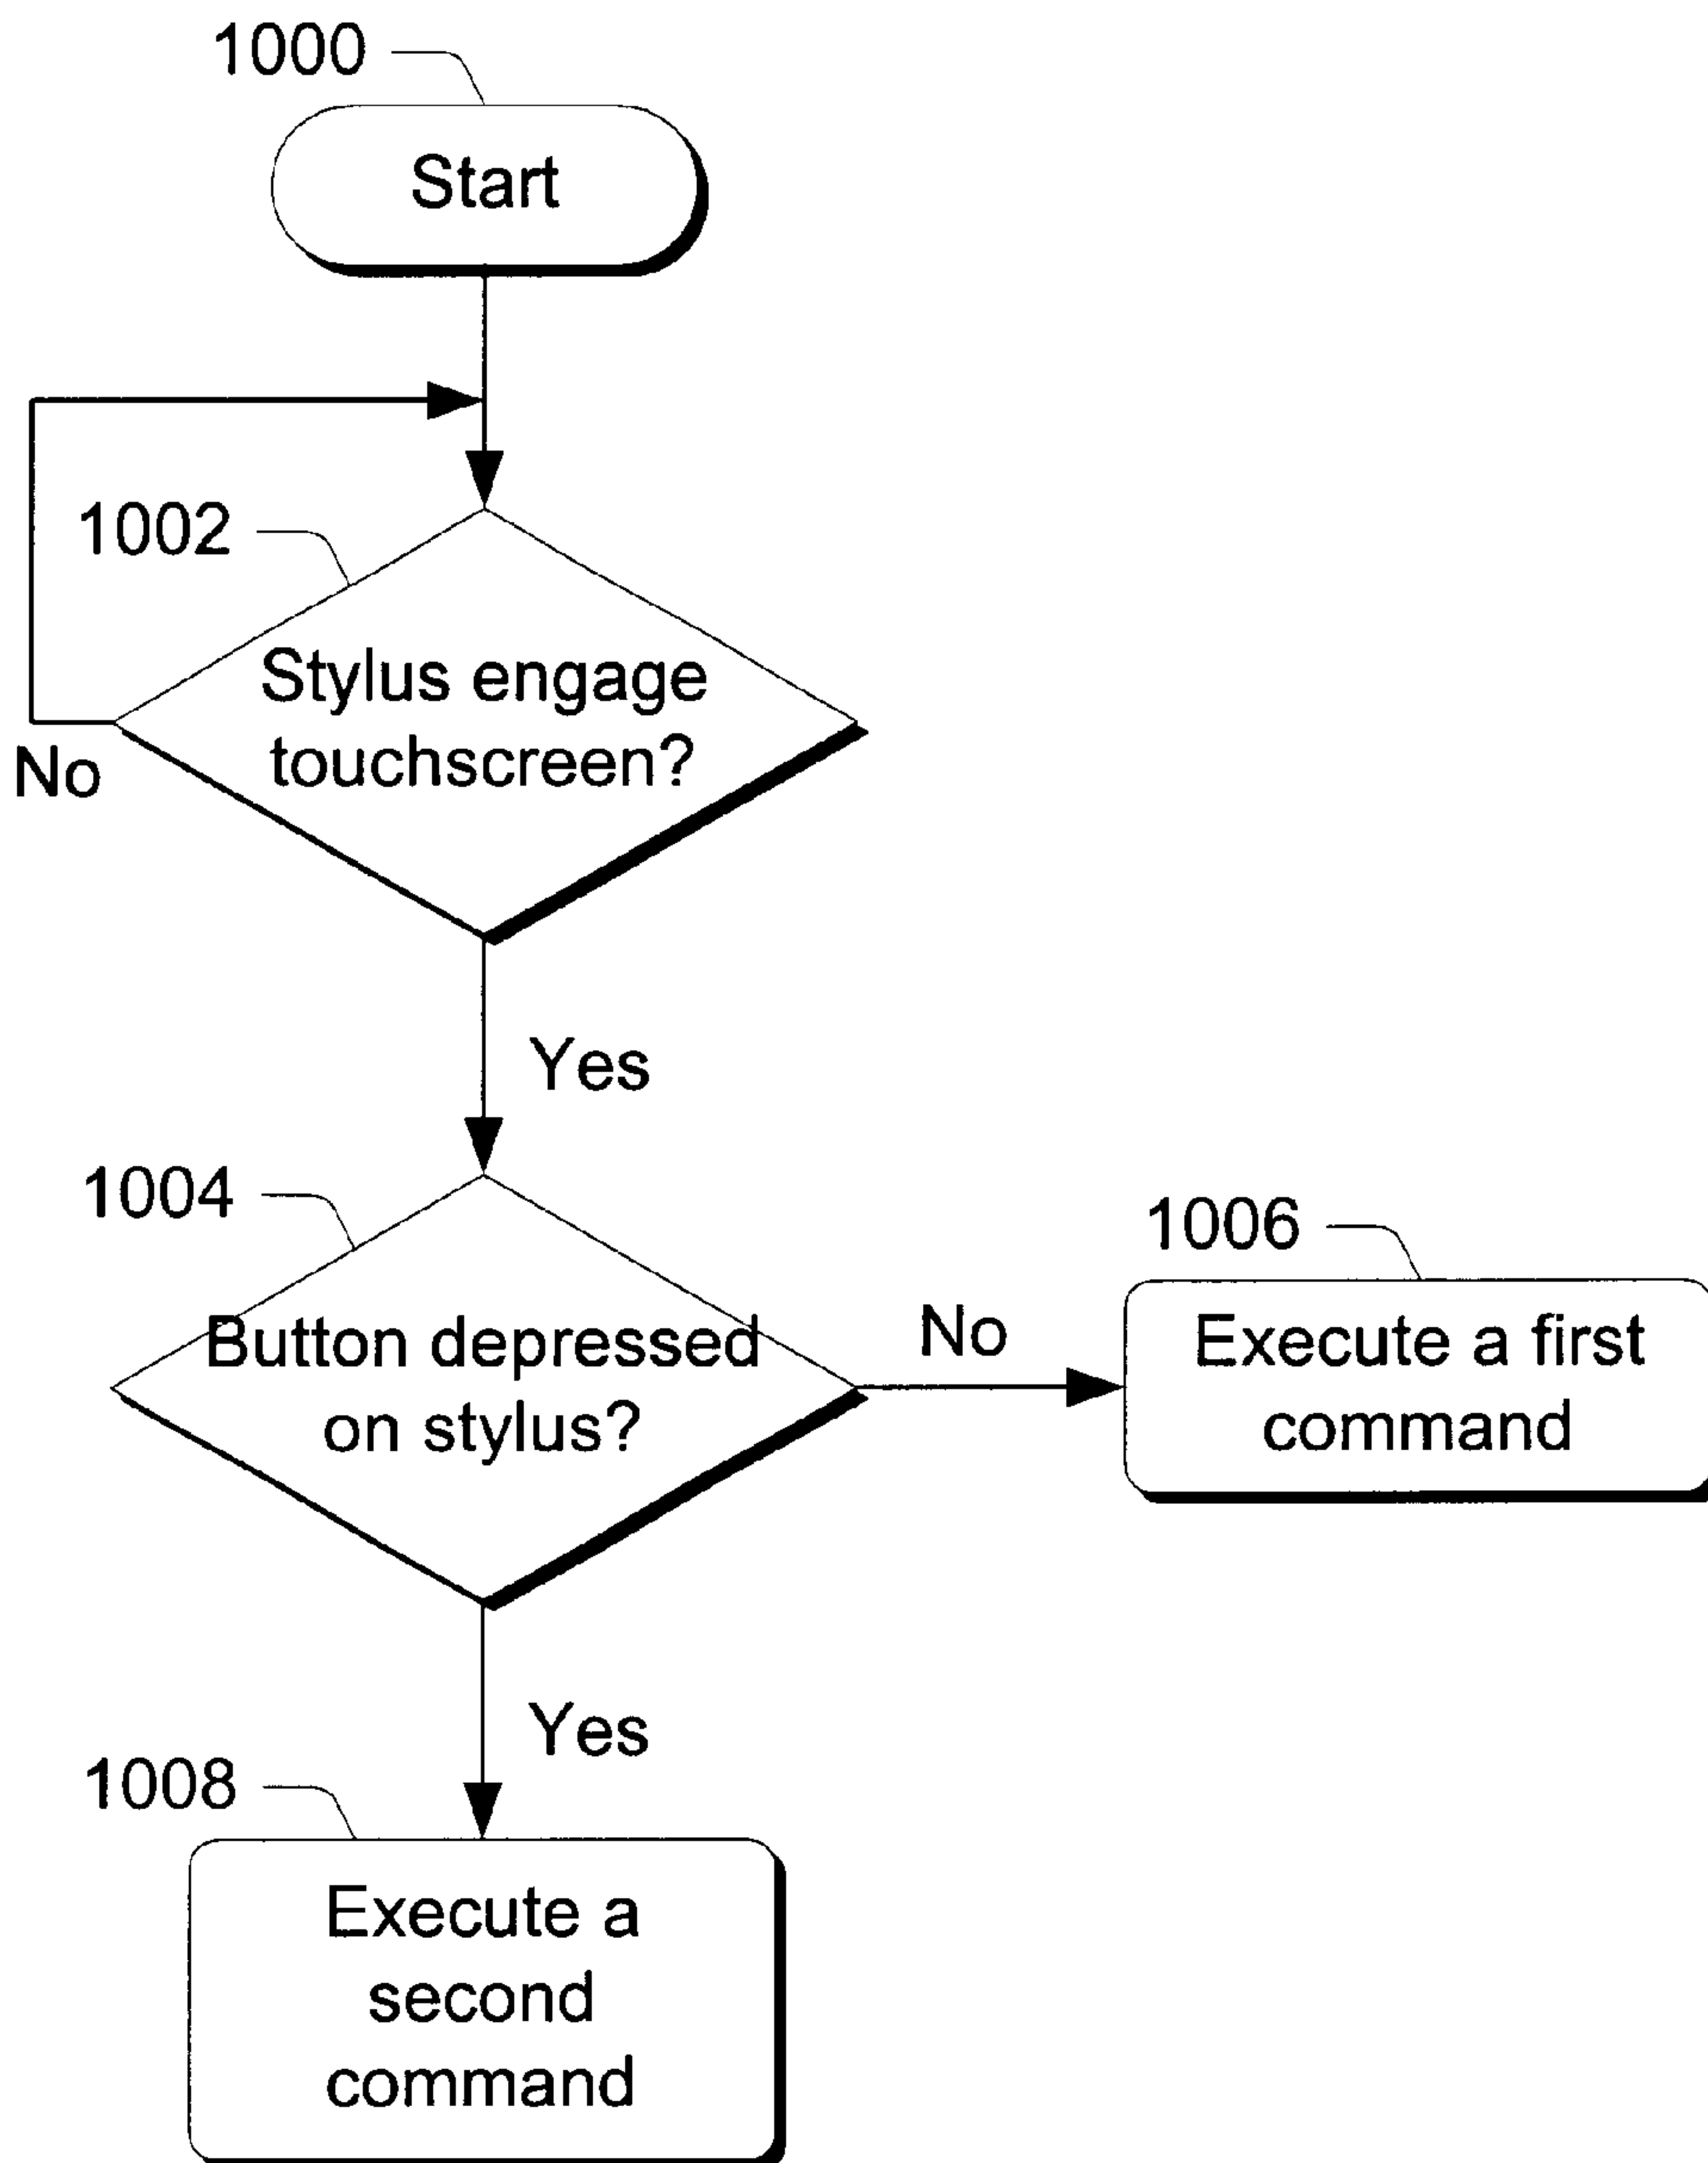 1000
Start
1002
Stylus engage
touchscreen?
No
Yes
1004
Button depressed
on stylus?
No
1006
Execute a first
command
Yes
1008
Execute a
second
command